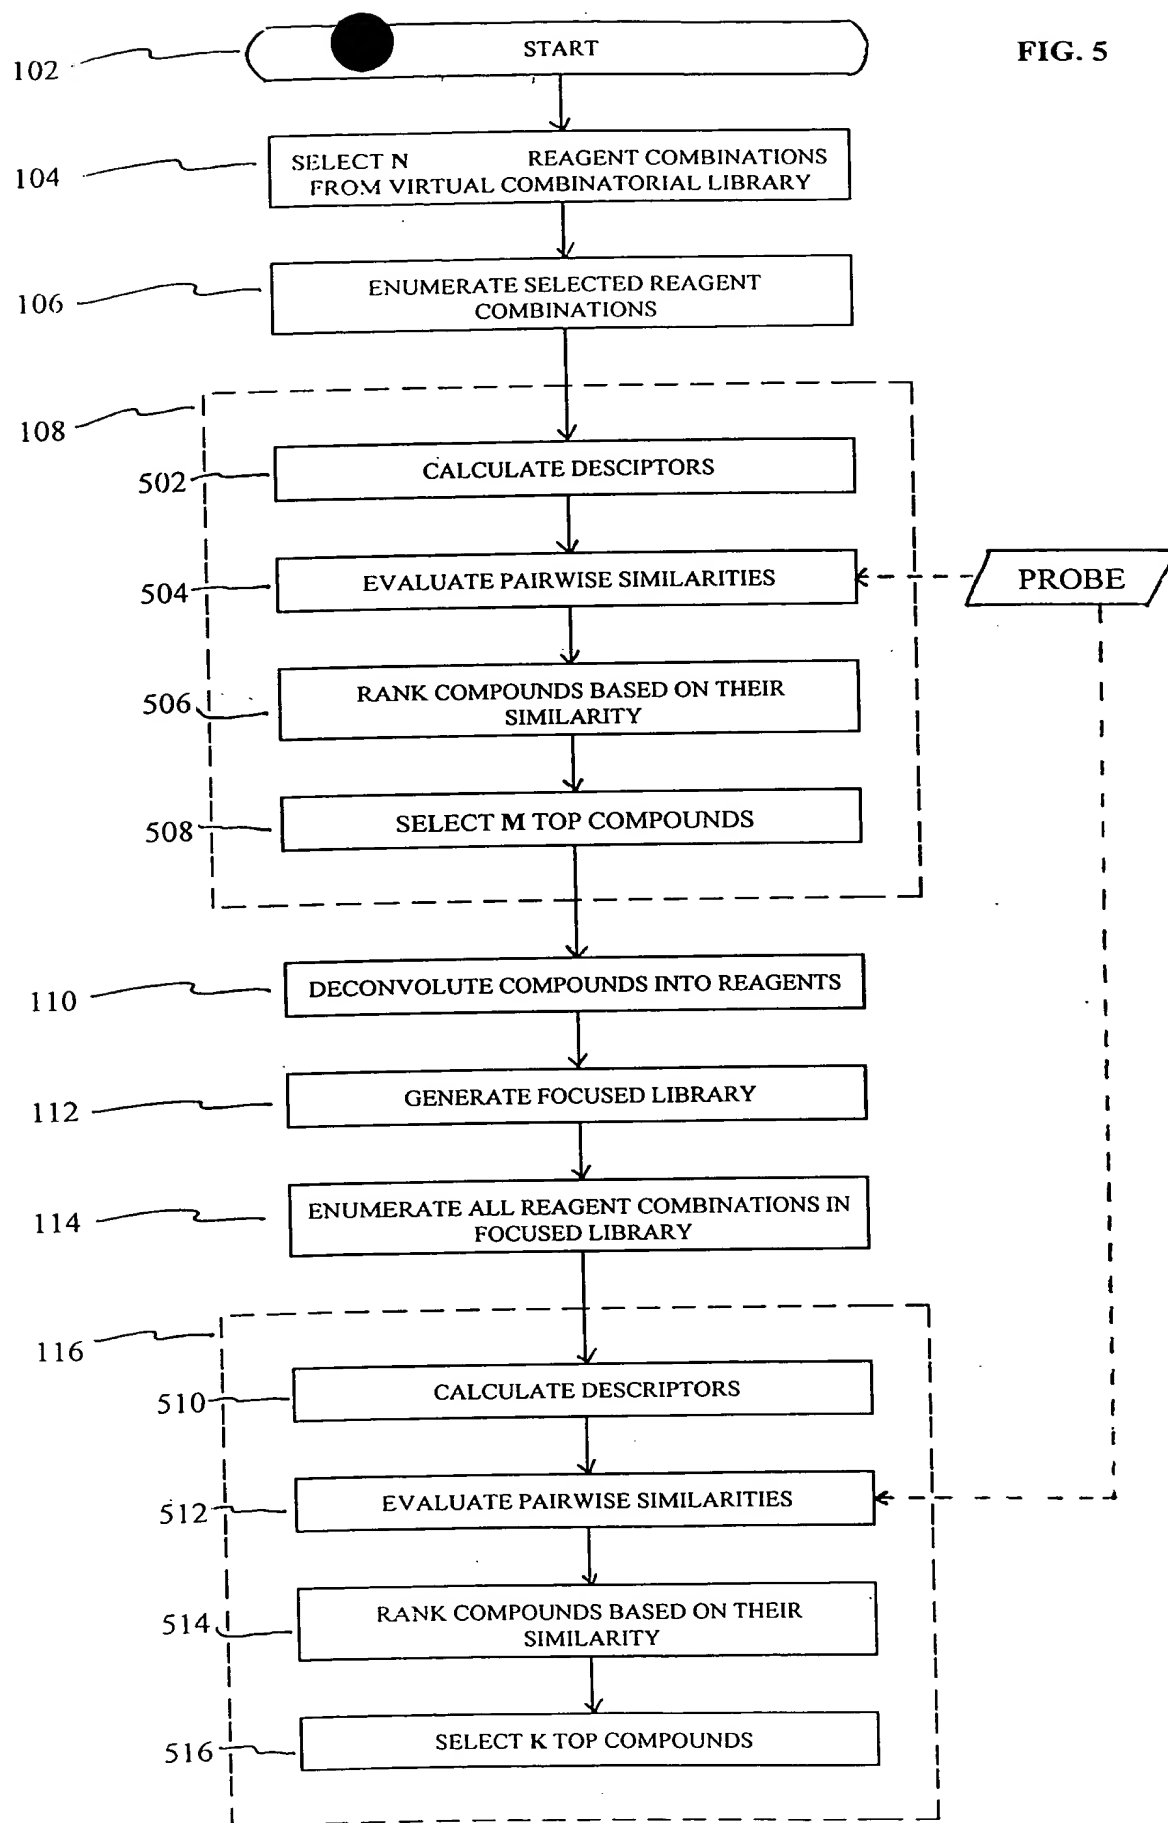 FIG. 5
102
START
104
SELECT N REAGENT COMBINATIONS
FROM VIRTUAL COMBINATORIAL LIBRARY
106
ENUMERATE SELECTED REAGENT
COMBINATIONS
108
502
CALCULATE DESCIPTORS
504
EVALUATE PAIRWISE SIMILARITIES
PROBE
506
RANK COMPOUNDS BASED ON THEIR
SIMILARITY
508
SELECT M TOP COMPOUNDS
110
DECONVOLUTE COMPOUNDS INTO REAGENTS
112
GENERATE FOCUSED LIBRARY
114
ENUMERATE ALL REAGENT COMBINATIONS IN
FOCUSED LIBRARY
116
510
CALCULATE DESCRIPTORS
512
EVALUATE PAIRWISE SIMILARITIES
514
RANK COMPOUNDS BASED ON THEIR
SIMILARITY
516
SELECT K TOP COMPOUNDS